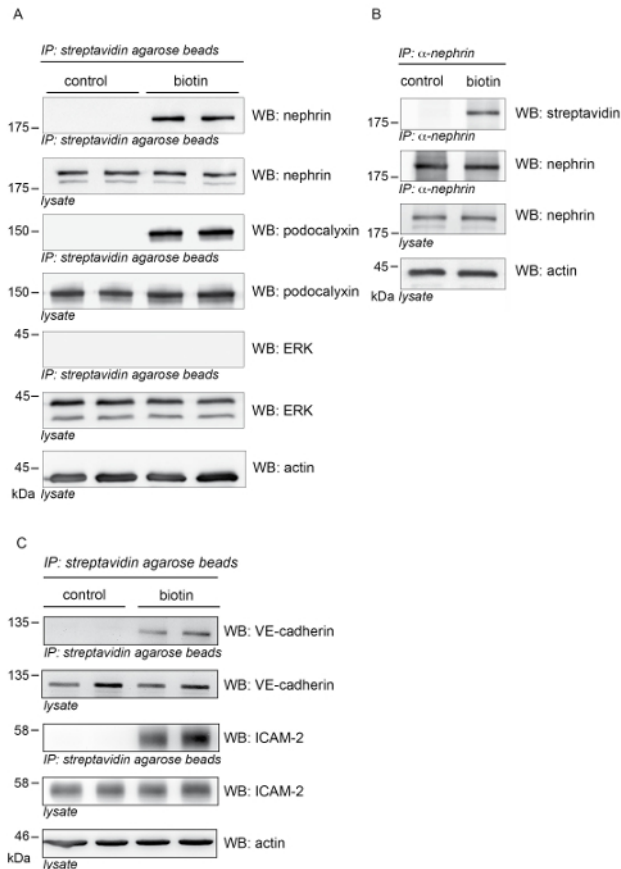 A
IP: streptavidin agarose beads
control biotin
175 WB: nephrin
IP: streptavidin agarose beads
175 WB: nephrin
lysate
150 WB: podocalyxin
IP: streptavidin agarose beads
150 WB: podocalyxin
lysate
45 WB: ERK
IP: streptavidin agarose beads
45 WB: ERK
lysate
45 WB: actin
kDa lysate
B
IP: α-nephrin
control biotin
175 WB: streptavidin
IP: α-nephrin
175 WB: nephrin
IP: α-nephrin
175 WB: nephrin
lysate
45 WB: actin
kDa lysate
C
IP: streptavidin agarose beads
control biotin
135 WB: VE-cadherin
IP: streptavidin agarose beads
135 WB: VE-cadherin
lysate
58 WB: ICAM-2
IP: streptavidin agarose beads
58 WB: ICAM-2
lysate
46 WB: actin
kDa lysate